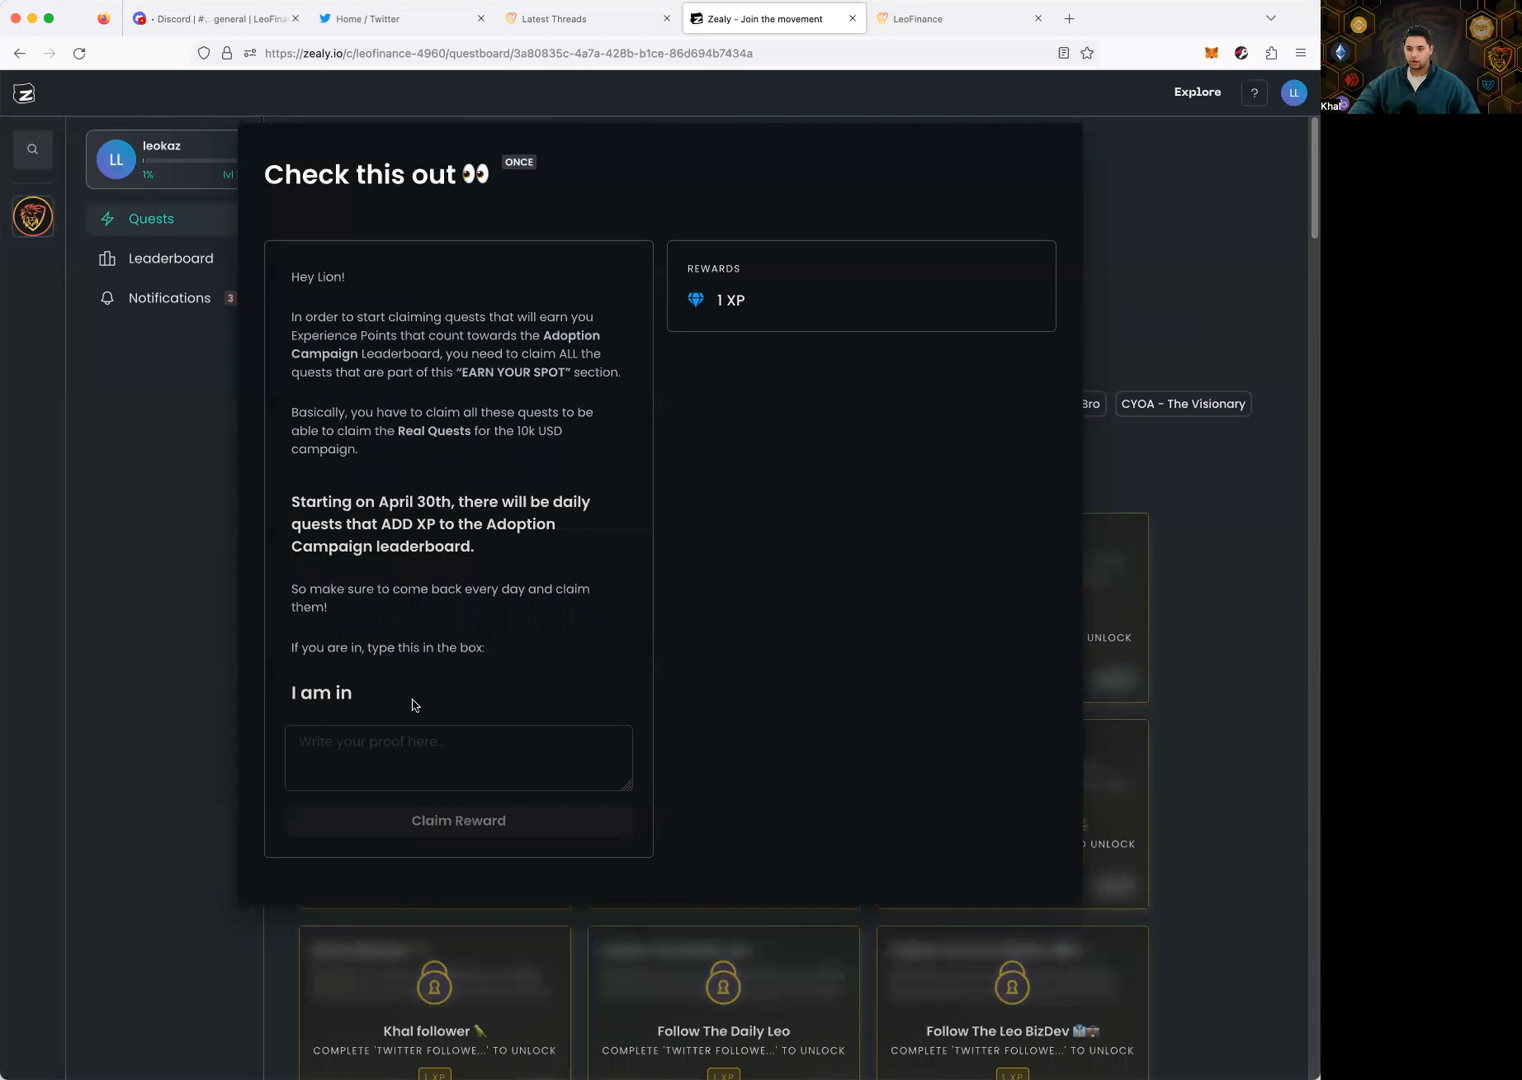 Discord | # general | LeoFina
Home / Twitter
Latest Threads
Zealy - Join the movement
LeoFinance
https://zealy.io/c/leofinance-4960/questboard/3a80835c-4a7a-428b-b1ce-86d694b7434a
Explore
?
LL
Khal
LL
leokaz
1%
lvl
Quests
Leaderboard
Notifications
3
Check this out 👀
ONCE
Hey Lion!
In order to start claiming quests that will earn you
Experience Points that count towards the Adoption
Campaign Leaderboard, you need to claim ALL the
quests that are part of this “EARN YOUR SPOT” section.
Basically, you have to claim all these quests to be
able to claim the Real Quests for the 10k USD
campaign.
Starting on April 30th, there will be daily
quests that ADD XP to the Adoption
Campaign leaderboard.
So make sure to come back every day and claim
them!
If you are in, type this in the box:
I am in
Write your proof here...
Claim Reward
REWARDS
1 XP
Bro
CYOA - The Visionary
UNLOCK
UNLOCK
Khal follower
COMPLETE 'TWITTER FOLLOWE...' TO UNLOCK
1 XP
Follow The Daily Leo
COMPLETE 'TWITTER FOLLOWE...' TO UNLOCK
1 XP
Follow The Leo BizDev
COMPLETE 'TWITTER FOLLOWE...' TO UNLOCK
1 XP